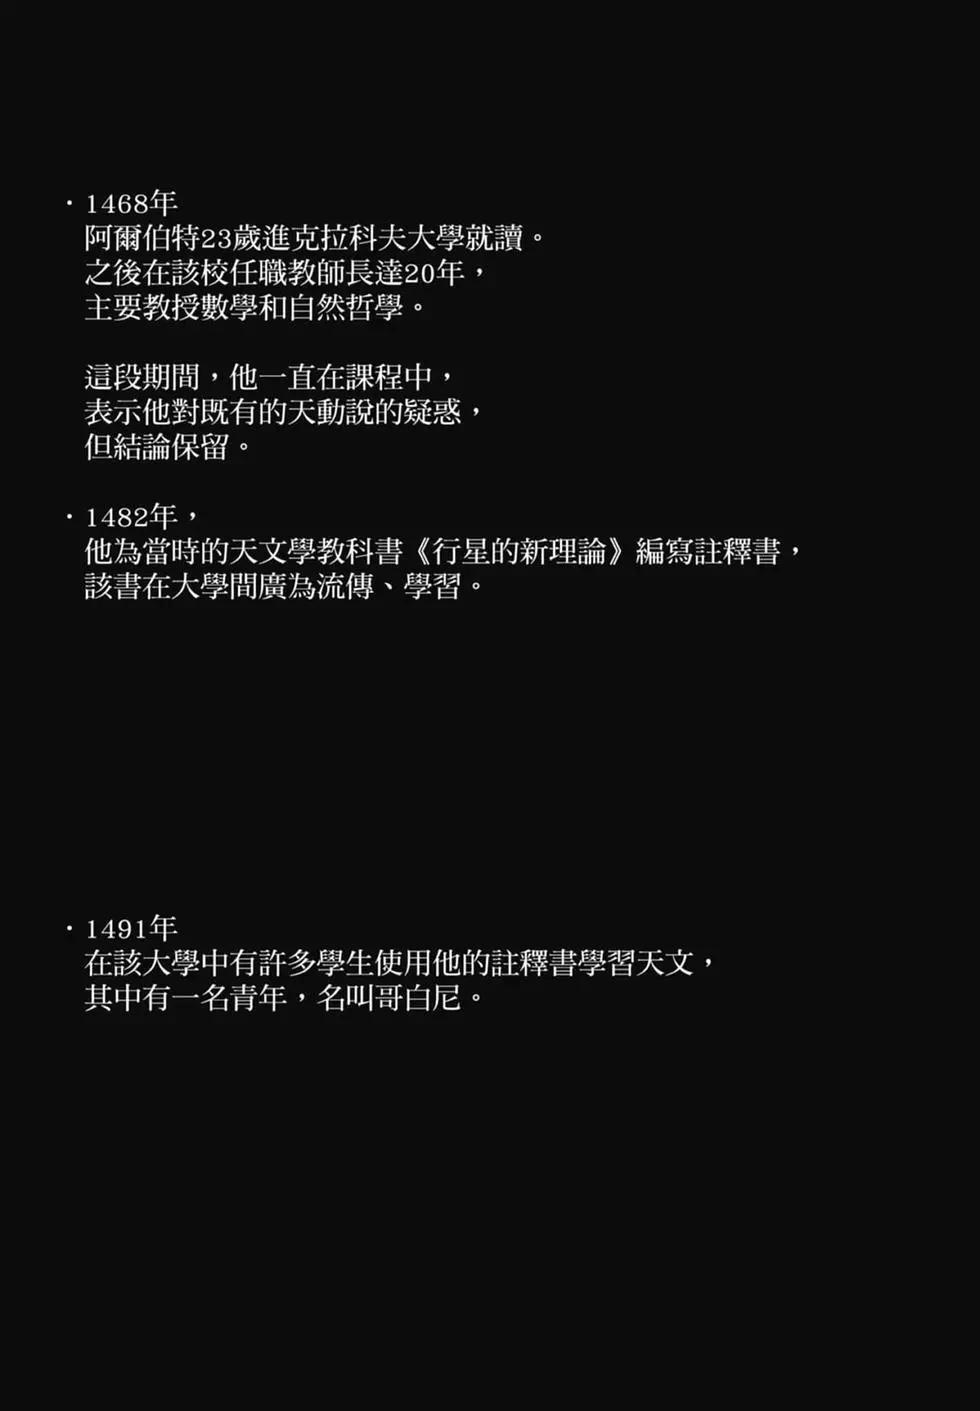 ・1468年
阿爾伯特23歲進克拉科夫大學就讀。
之後在該校任職教師長達20年，
主要教授數學和自然哲學。
這段期間，他一直在課程中，
表示他對既有的天動說的疑惑，
但結論保留。
・1482年，
他為當時的天文學教科書《行星的新理論》編寫註釋書，
該書在大學間廣為流傳、學習。
・1491年
在該大學中有許多學生使用他的註釋書學習天文，
其中有一名青年，名叫哥白尼。